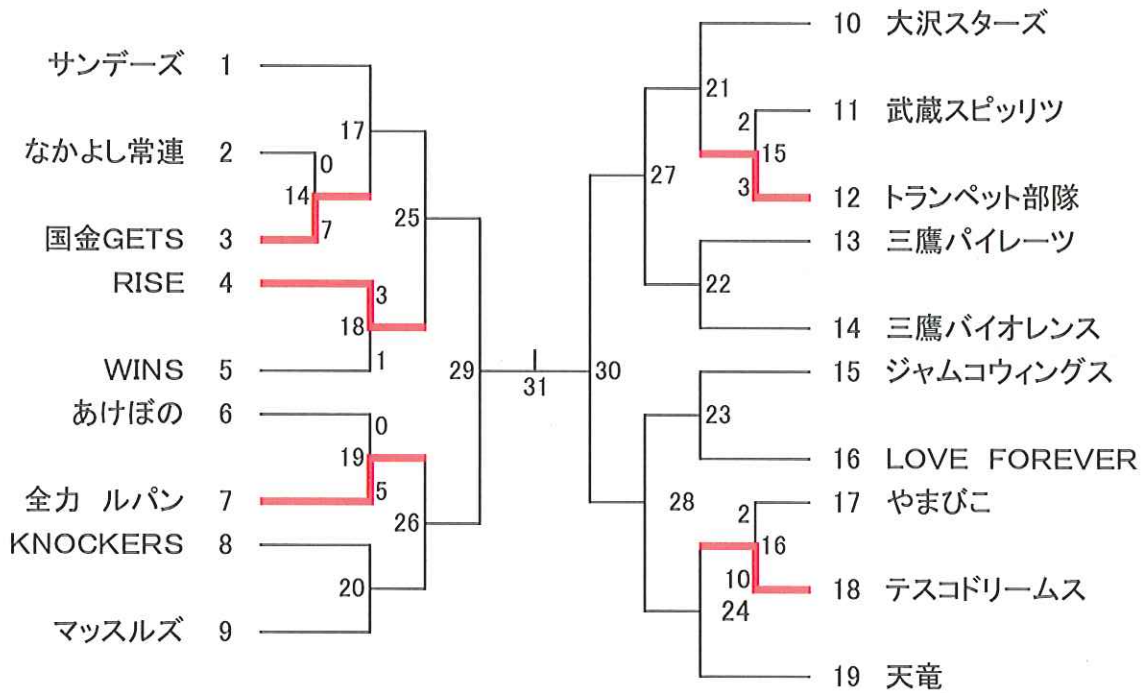 サンデーズ 1
17
なかよし常連 2
0
14
7
国金GETS 3
25
RISE 4
3
18
1
WINS 5
29
あけぼの 6
0
19
5
全力 ルパン 7
26
KNOCKERS 8
20
マッスルズ 9
31
30
10 大沢スターズ
21
2
11 武蔵スピッリツ
15
27
3
12 トランペット部隊
13 三鷹パイレーツ
22
14 三鷹バイオレンス
15 ジャムコウィングス
23
16 LOVE FOREVER
28
2
17 やまびこ
16
10
18 テスコドリームス
24
19 天竜